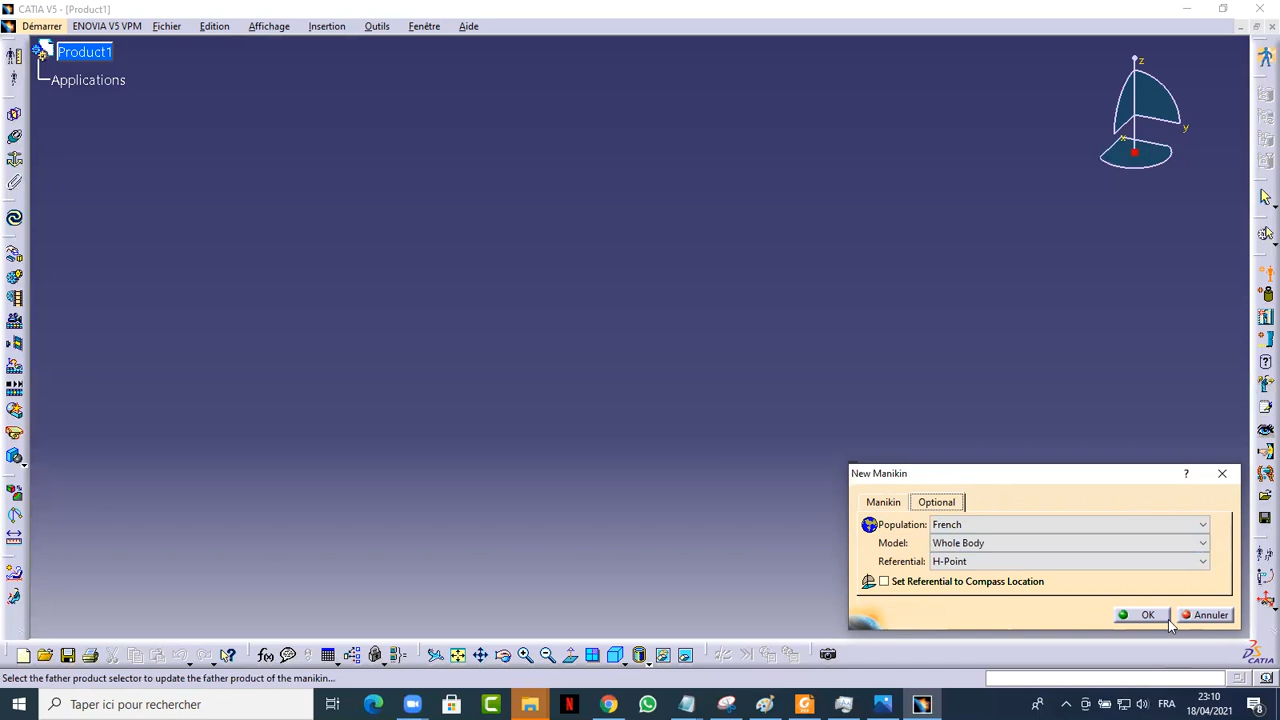 CATIA V5 - [Product1]
Démarrer ENOVIA V5 VPM Fichier Edition Affichage Insertion Outils Fenêtre Aide
Product1
Applications
z
y
x
New Manikin
?
Manikin Optional
Population: French
Model: Whole Body
Referential: H-Point
Set Referential to Compass Location
OK Annuler
f(x)
CATIA
Select the father product selector to update the father product of the manikin...
Taper ici pour rechercher
FRA
23:10
18/04/2021
8